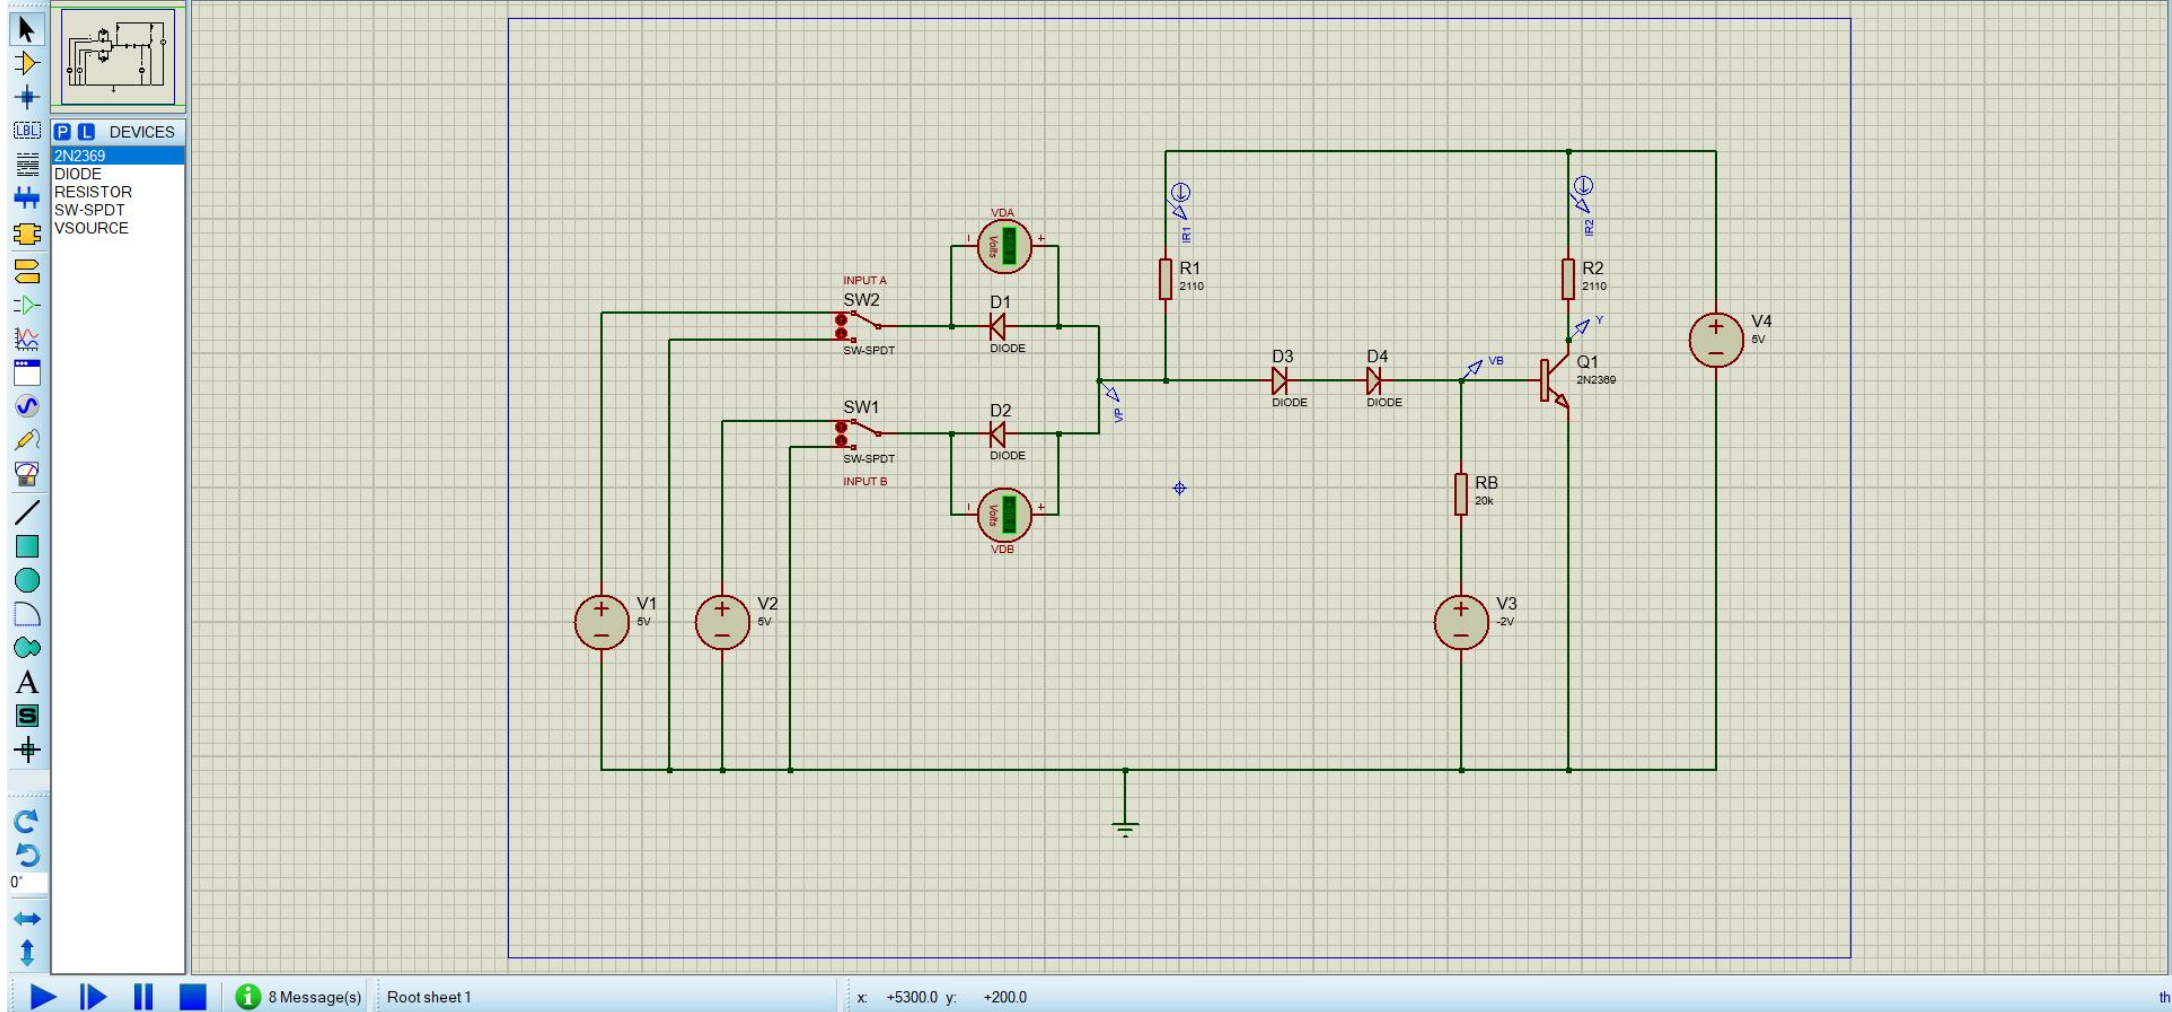 LBL
P L DEVICES
2N2369
DIODE
RESISTOR
SW-SPDT
VSOURCE
A
S
0°
VDA
Volts
INPUT A
SW2
SW-SPDT
D1
DIODE
SW1
SW-SPDT
INPUT B
D2
DIODE
Volts
VDB
VP
IR1
R1
2110
D3
DIODE
D4
DIODE
VB
IR2
R2
2110
Y
Q1
2N2369
V4
5V
RB
20k
V1
5V
V2
5V
V3
-2V
8 Message(s)
Root sheet 1
x: +5300.0 y: +200.0
th